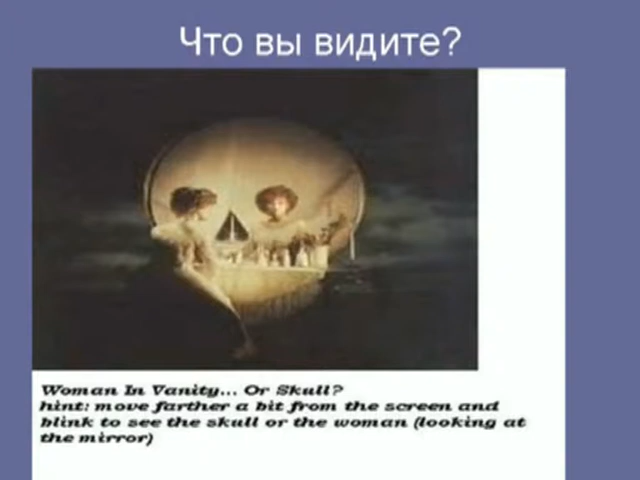 Что вы видите?
Woman In Vanity... Or Skull?
hint: move farther a bit from the screen and
blink to see the skull or the woman (looking at
the mirror)